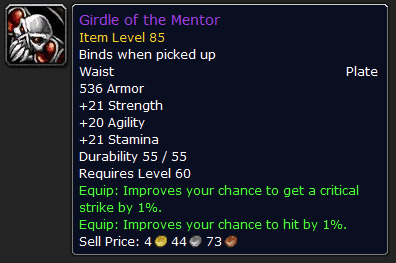 Girdle of the Mentor
Item Level 85
Binds when picked up
Waist Plate
536 Armor
+21 Strength
+20 Agility
+21 Stamina
Durability 55 / 55
Requires Level 60
Equip: Improves your chance to get a critical
strike by 1%.
Equip: Improves your chance to hit by 1%.
Sell Price: 4 44 73